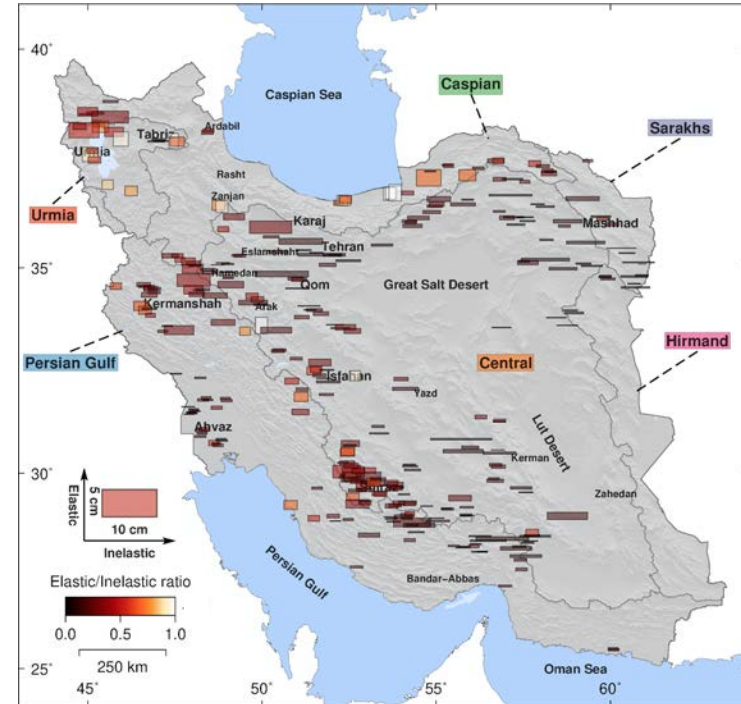 40°
Caspian Sea
Caspian
Sarakhs
Ardabil
Rasht
Urmia
Zanjan
Karaj
Mashhad
Tehran
Eslamshahr
35°
Hamedan
Qom
Great Salt Desert
Arak
Kermanshah
Hirmand
Persian Gulf
Central
Isfahan
Yazd
Ahvaz
Lut Desert
30°
Kerman
Elastic
5 cm
10 cm
Inelastic
Zahedan
Persian Gulf
Elastic/Inelastic ratio
Bandar-Abbas
0.0 0.5 1.0
250 km
25°
Oman Sea
45° 50° 55° 60°